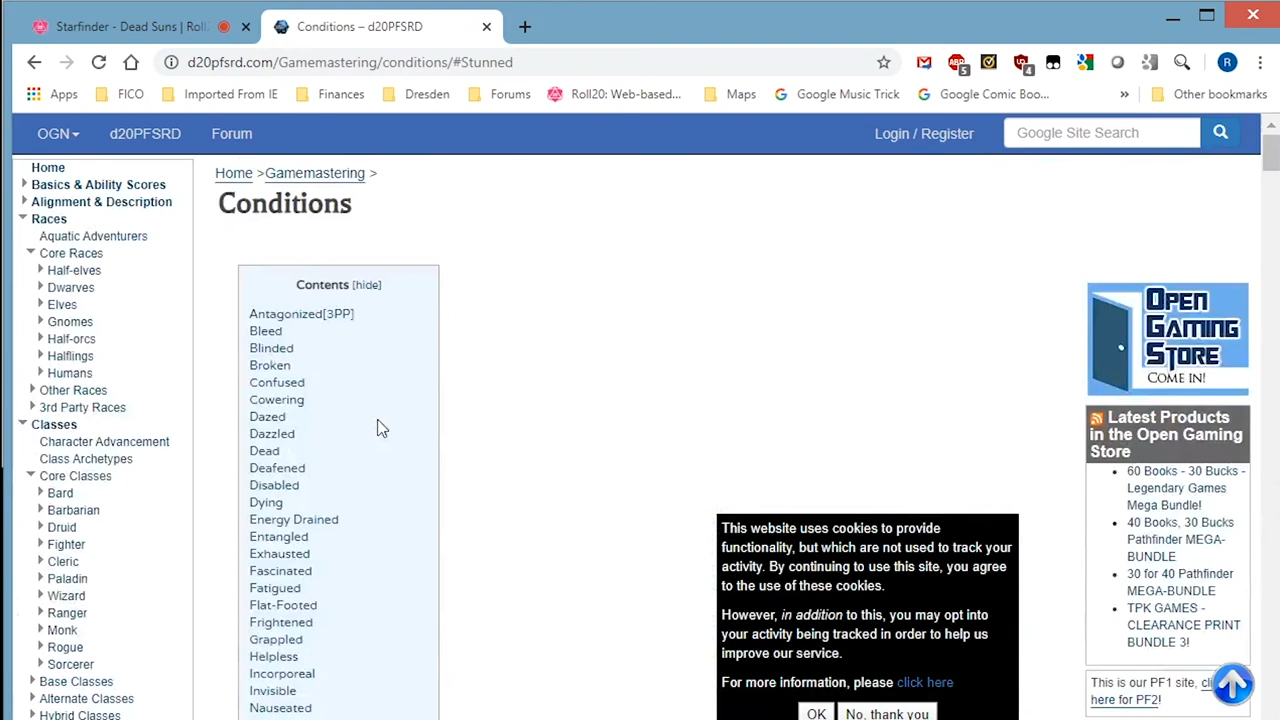 Starfinder - Dead Suns | Roll2
Conditions – d20PFSRD
d20pfsrd.com/Gamemastering/conditions/#Stunned
5
4
R
Apps
FICO
Imported From IE
Finances
Dresden
Forums
Roll20: Web-based...
Maps
Google Music Trick
Google Comic Boo...
»
Other bookmarks
OGN
d20PFSRD
Forum
Login / Register
Google Site Search
Home
Basics & Ability Scores
Alignment & Description
Races
Aquatic Adventurers
Core Races
Half-elves
Dwarves
Elves
Gnomes
Half-orcs
Halflings
Humans
Other Races
3rd Party Races
Classes
Character Advancement
Class Archetypes
Core Classes
Bard
Barbarian
Druid
Fighter
Cleric
Paladin
Wizard
Ranger
Monk
Rogue
Sorcerer
Base Classes
Alternate Classes
Hybrid Classes
Home >Gamemastering >
Conditions
Contents [hide]
Antagonized[3PP]
Bleed
Blinded
Broken
Confused
Cowering
Dazed
Dazzled
Dead
Deafened
Disabled
Dying
Energy Drained
Entangled
Exhausted
Fascinated
Fatigued
Flat-Footed
Frightened
Grappled
Helpless
Incorporeal
Invisible
Nauseated
This website uses cookies to provide
functionality, but which are not used to track your
activity. By continuing to use this site, you agree
to the use of these cookies.
However, in addition to this, you may opt into
your activity being tracked in order to help us
improve our service.
For more information, please click here
OK
No, thank you
OPEN
GAMING
STORE
COME IN!
Latest Products
in the Open Gaming
Store
60 Books - 30 Bucks -
Legendary Games
Mega Bundle!
40 Books, 30 Bucks
Pathfinder MEGA-
BUNDLE
30 for 40 Pathfinder
MEGA-BUNDLE
TPK GAMES -
CLEARANCE PRINT
BUNDLE 3!
This is our PF1 site,
here for PF2!